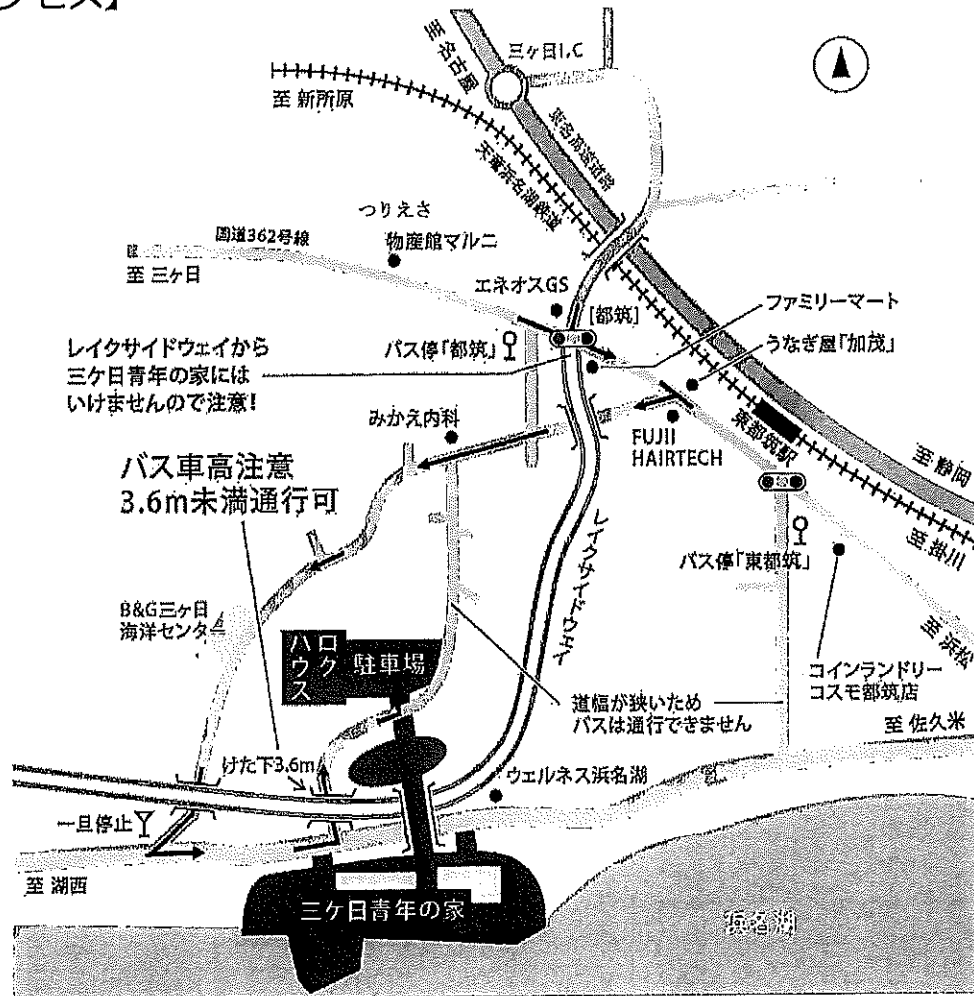 クセス】
至 名古屋
三ケ日I,C
至 新所原
東名高速道路
天竜浜名湖鉄道
つりえさ
物産館マルニ
国道362号線
至 三ヶ日
エネオスGS
[都筑]
ファミリーマート
うなぎ屋「加茂」
バス停「都筑」
レイクサイドウェイから
三ケ日青年の家には
いけませんので注意!
みかえ内科
FUJII
HAIRTECH
東都筑駅
至 静岡
バス車高注意
3.6m未満通行可
至 掛川
バス停「東都筑」
レイクサイドウェイ
B&G三ヶ日
海洋センター
ログ
ハウス
駐車場
至 浜松
コインランドリー
コスモ都筑店
道幅が狭いため
バスは通行できません
至 佐久米
けた下3.6m
ウェルネス浜名湖
一旦停止
至 湖西
三ケ日青年の家
浜名湖